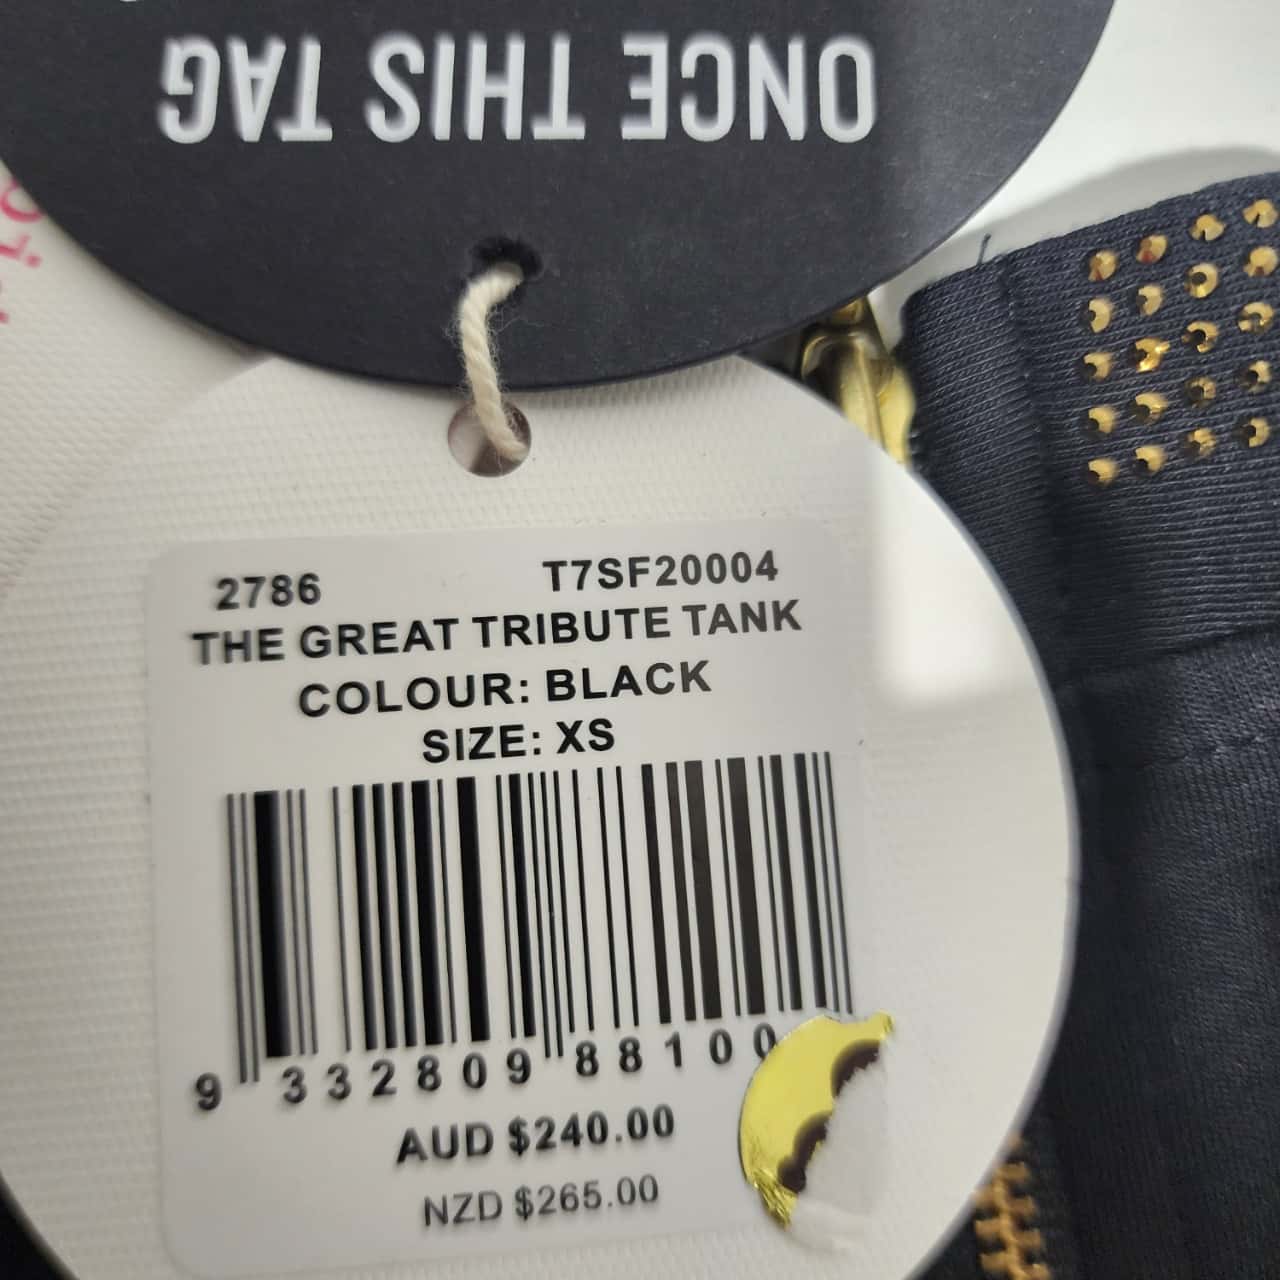 ONCE THIS TAG
2786 T7SF20004
THE GREAT TRIBUTE TANK
COLOUR: BLACK
SIZE: XS
9 332809 88100
AUD $240.00
NZD $265.00